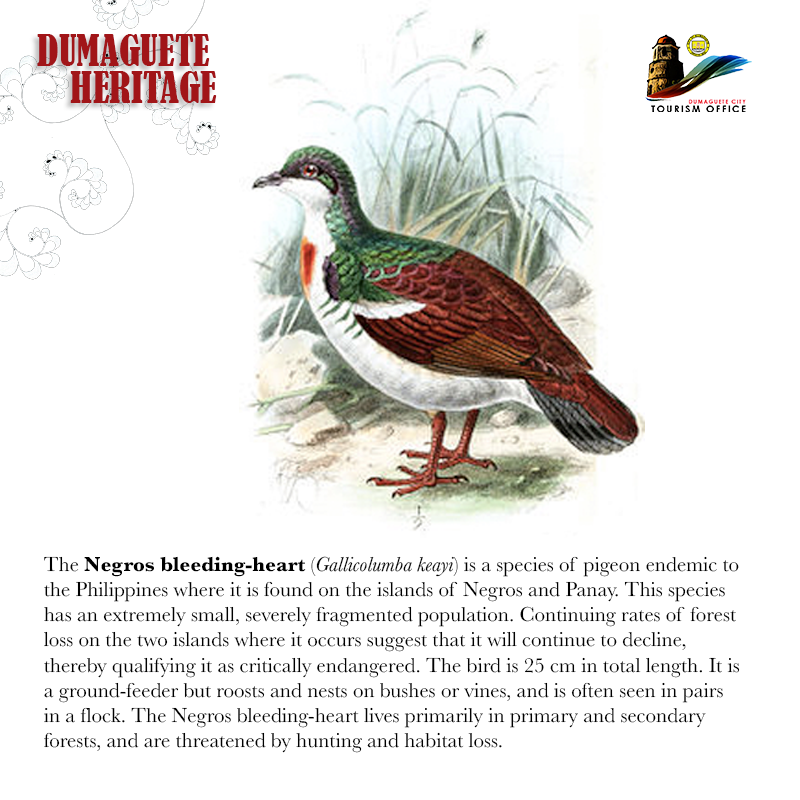 DUMAGUETE
HERITAGE
DUMAGUETE CITY
TOURISM OFFICE
1/2
The Negros bleeding-heart (Gallicolumba keayi) is a species of pigeon endemic to
the Philippines where it is found on the islands of Negros and Panay. This species
has an extremely small, severely fragmented population. Continuing rates of forest
loss on the two islands where it occurs suggest that it will continue to decline,
thereby qualifying it as critically endangered. The bird is 25 cm in total length. It is
a ground-feeder but roosts and nests on bushes or vines, and is often seen in pairs
in a flock. The Negros bleeding-heart lives primarily in primary and secondary
forests, and are threatened by hunting and habitat loss.